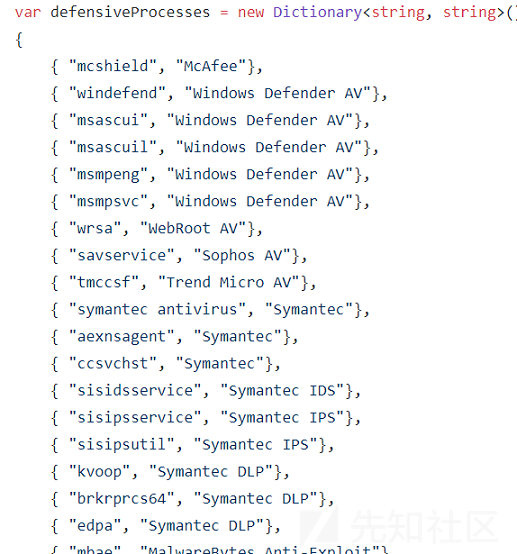 var defensiveProcesses = new Dictionary<string, string>()
{
{ "mcshield", "McAfee"},
{ "windefend", "Windows Defender AV"},
{ "msascui", "Windows Defender AV"},
{ "msascuil", "Windows Defender AV"},
{ "msmpeng", "Windows Defender AV"},
{ "msmpsvc", "Windows Defender AV"},
{ "wrsa", "WebRoot AV"},
{ "savservice", "Sophos AV"},
{ "tmccsf", "Trend Micro AV"},
{ "symantec antivirus", "Symantec"},
{ "aexnsagent", "Symantec"},
{ "ccsvchst", "Symantec"},
{ "sisidsservice", "Symantec IDS"},
{ "sisipsservice", "Symantec IPS"},
{ "sisipsutil", "Symantec IPS"},
{ "kvoop", "Symantec DLP"},
{ "brkrprcs64", "Symantec DLP"},
{ "edpa", "Symantec DLP"},
{ "mbae", "MalwareBytes Anti-Exploit"}
先知社区